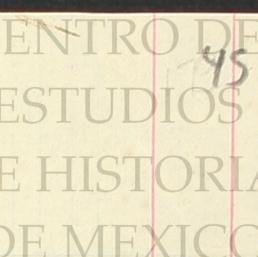 ENTRO DE
45
ESTUDIOS
E HISTORIA
DE MEXICO